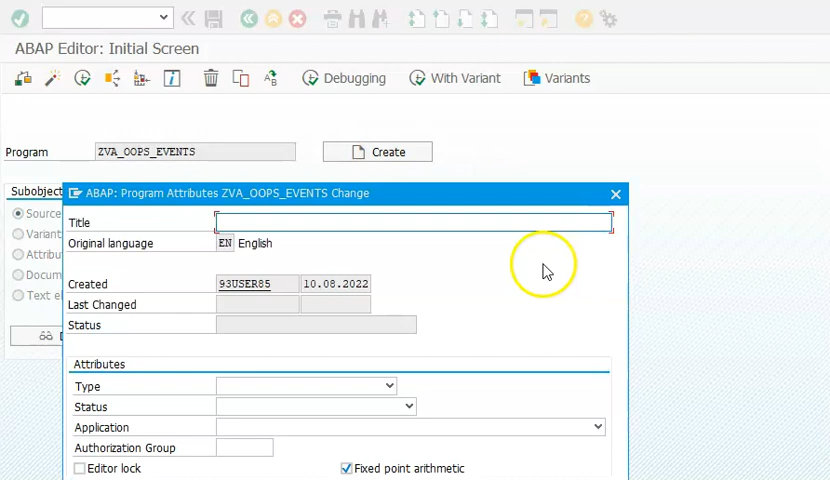 ABAP Editor: Initial Screen
Debugging With Variant Variants
Program ZVA_OOPS_EVENTS Create
Subobject
ABAP: Program Attributes ZVA_OOPS_EVENTS Change
Source
Title
Variant
Original language EN English
Attribu
Docum
Created 93USER85 10.08.2022
Text el
Last Changed
Status
Attributes
Type
Status
Application
Authorization Group
Editor lock Fixed point arithmetic